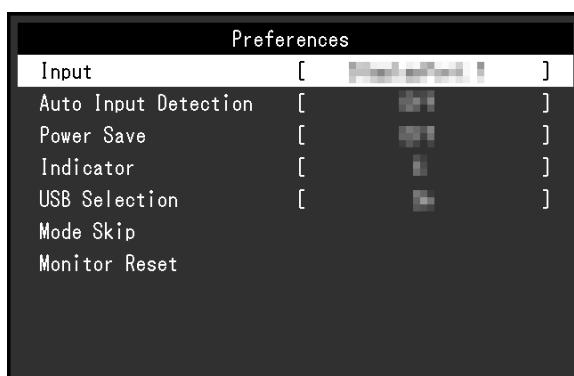 Preferences
Input [ ]
Auto Input Detection [ ]
Power Save [ ]
Indicator [ ]
USB Selection [ ]
Mode Skip
Monitor Reset